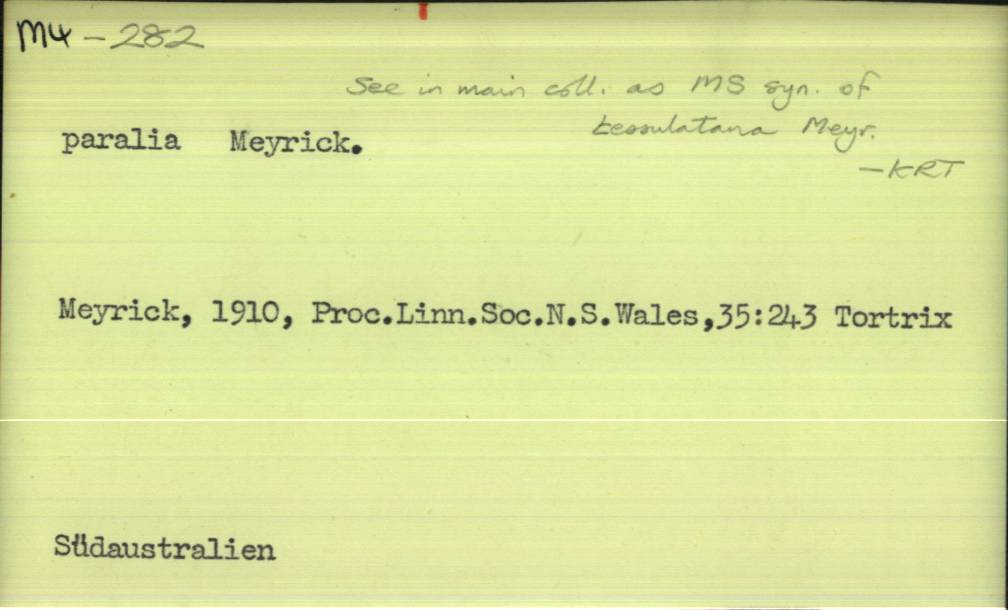 M4 - 282
See in main coll. as MS syn. of
tessulatana Meyr.
- KRT
paralia Meyrick.
Meyrick, 1910, Proc.Linn.Soc.N.S.Wales,35:243 Tortrix
Südaustralien